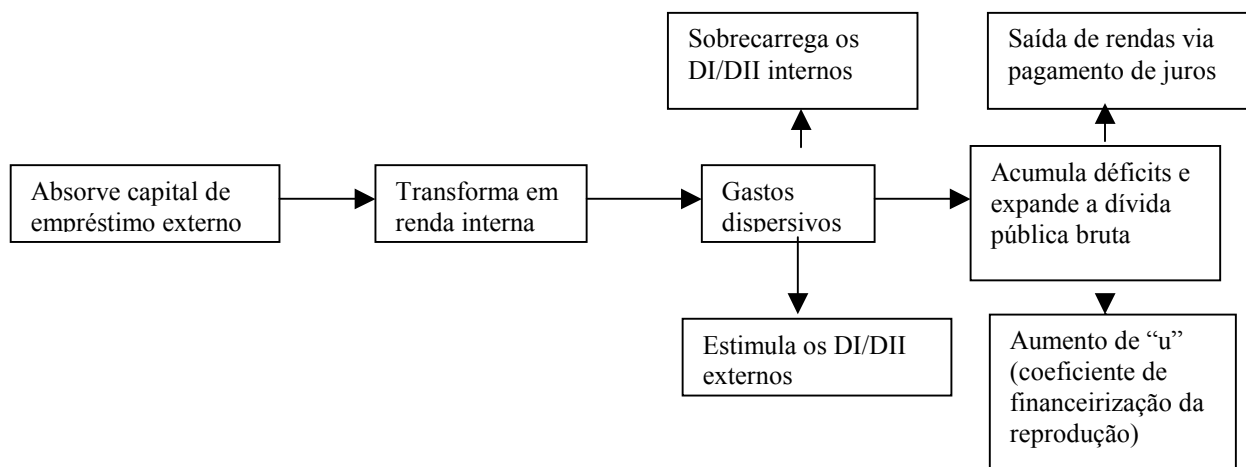 Sobrecarrega os
DI/DII internos
Saída de rendas via
pagamento de juros
Absorve capital de
empréstimo externo
Transforma em
renda interna
Gastos
dispersivos
Acumula déficits e
expande a dívida
pública bruta
Estimula os DI/DII
externos
Aumento de “u”
(coeficiente de
financeirização da
reprodução)